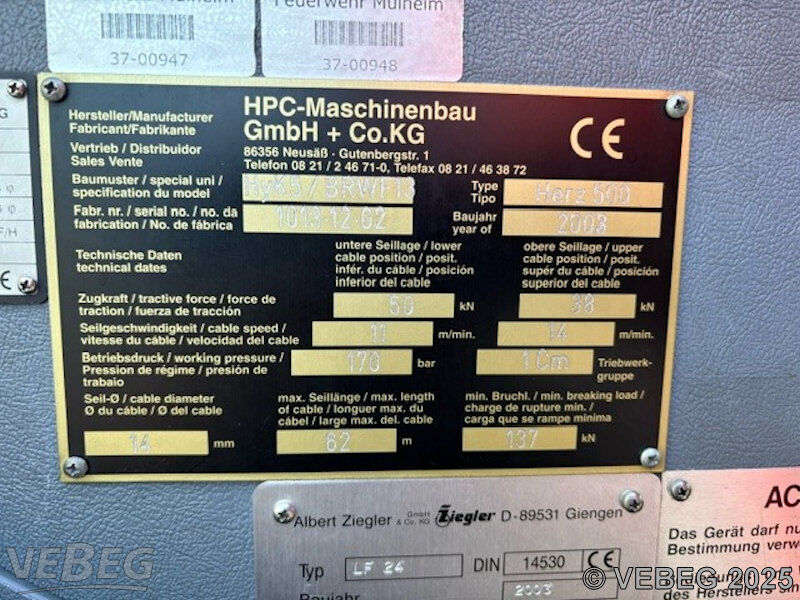 Feuerwehr Mülheim
37-00947
37-00948
Hersteller/Manufacturer
Fabricant/Fabrikante
HPC-Maschinenbau
GmbH + Co.KG
CE
Vertrieb / Distribuidor
Sales Vente
86356 Neusäß · Gutenbergstr. 1
Telefon 08 21 / 2 46 71-0, Telefax 08 21 / 46 38 72
Baumuster / special uni /
specification du model
HyK5 / BRWF13
Type
Tipo
Herz 500
Fabr. nr. / serial no. / no. da
fabrication / No. de fábrica
1013-12-02
Baujahr
year of
2003
Technische Daten
technical dates
untere Seillage / lower
cable position / posit.
infér. du câble / posición
inferior del cable
obere Seillage / upper
cable position / posit.
supér du câble / posición
superior del cable
Zugkraft / tractive force / force de
traction / fuerza de tracción
50 kN
38 kN
Seilgeschwindigkeit / cable speed /
vitesse du câble / velocidad del cable
11 m/min.
14 m/min.
Betriebsdruck / working pressure /
Pression de régime / presión de
trabaio
170 bar
1 Cm
Triebwerk-
gruppe
Seil-Ø / cable diameter
Ø du câble / Ø del cable
14 mm
max. Seillänge / max. length
of cable / longuer max. du
cábel / large max. del. cable
62 m
min. Bruchl. / min. breaking load /
charge de rupture min. /
carga que se rampe mínima
137 kN
Albert Ziegler GmbH & Co. KG Ziegler D-89531 Giengen
Typ LF 24 DIN 14530 CE
Baujahr 2003
AC
Das Gerät darf nu
Bestimmung verw
des Herstellers sin
VEBEG
© VEBEG 2025